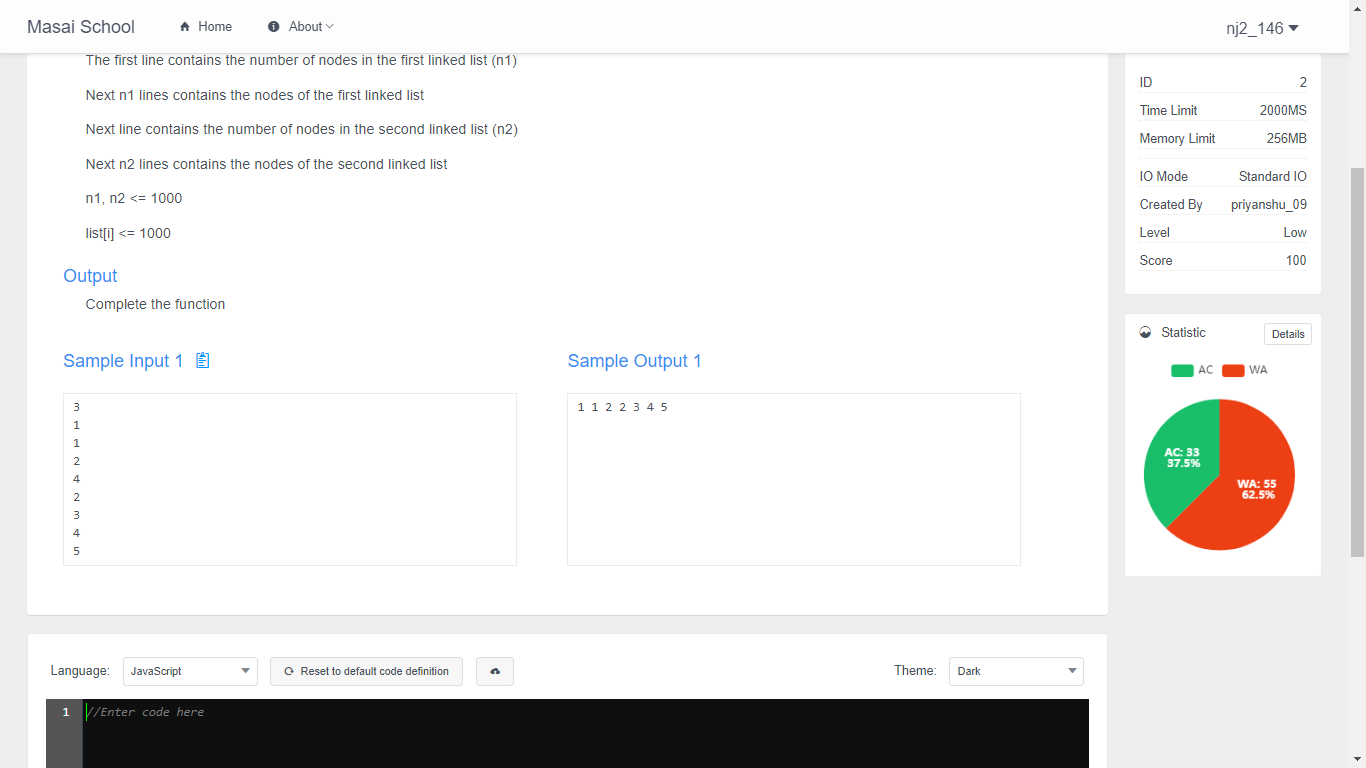 Masai School Home About nj2_146
The first line contains the number of nodes in the first linked list (n1)
Next n1 lines contains the nodes of the first linked list
Next line contains the number of nodes in the second linked list (n2)
Next n2 lines contains the nodes of the second linked list
n1, n2 <= 1000
list[i] <= 1000
Output
Complete the function
Sample Input 1
3
1
1
2
4
2
3
4
5
Sample Output 1
1 1 2 2 3 4 5
ID 2
Time Limit 2000MS
Memory Limit 256MB
IO Mode Standard IO
Created By priyanshu_09
Level Low
Score 100
Statistic Details
AC WA
AC: 33
37.5%
WA: 55
62.5%
Language: JavaScript Reset to default code definition Theme: Dark
1 //Enter code here